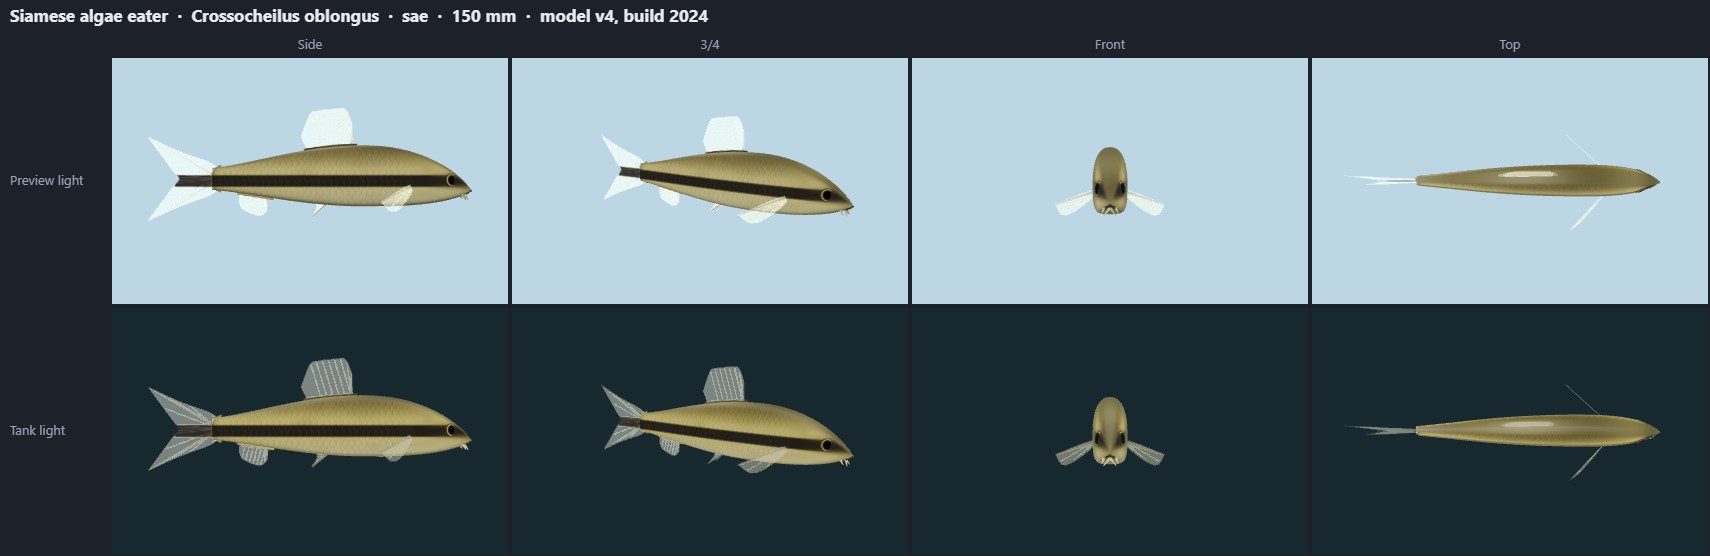 Siamese algae eater · Crossocheilus oblongus · sae · 150 mm · model v4, build 2024
Side 3/4 Front Top
Preview light
Tank light